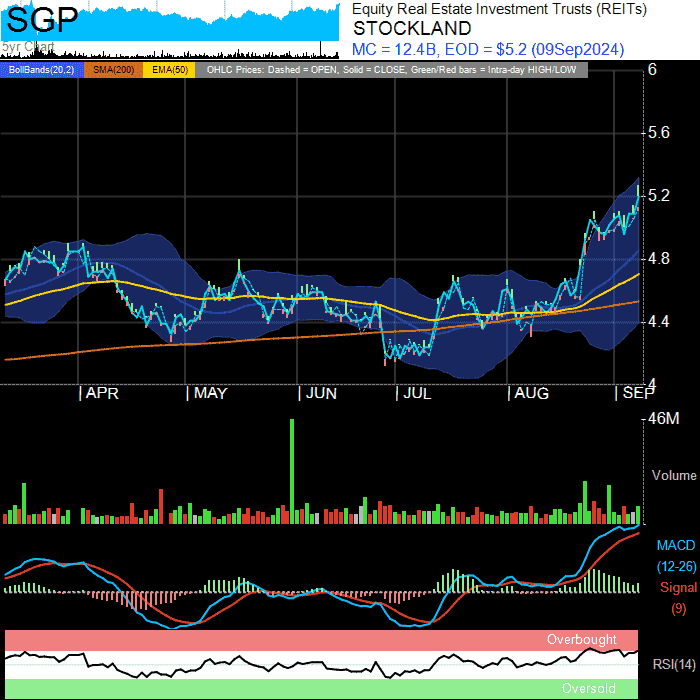 SGP
5yr Chart
Equity Real Estate Investment Trusts (REITs)
STOCKLAND
MC = 12.4B, EOD = $5.2 (09Sep2024)
BollBands(20,2) SMA(200) EMA(50) OHLC Prices: Dashed = OPEN, Solid = CLOSE, Green/Red bars = Intra-day HIGH/LOW
6
5.6
5.2
4.8
4.4
4
| APR | MAY | JUN | JUL | AUG | SEP
46M
Volume
MACD
(12-26)
Signal
(9)
Overbought
RSI(14)
Oversold